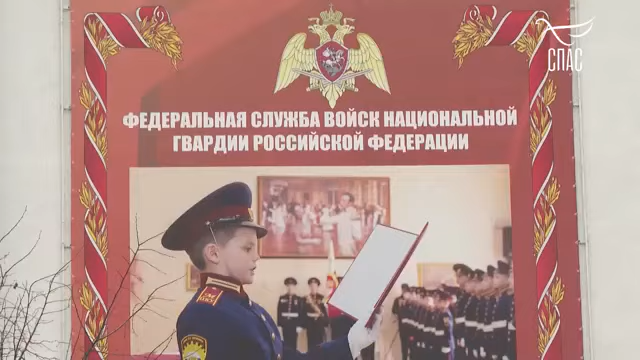 СПАС
ФЕДЕРАЛЬНАЯ СЛУЖБА ВОЙСК НАЦИОНАЛЬНОЙ
ГВАРДИИ РОССИЙСКОЙ ФЕДЕРАЦИИ